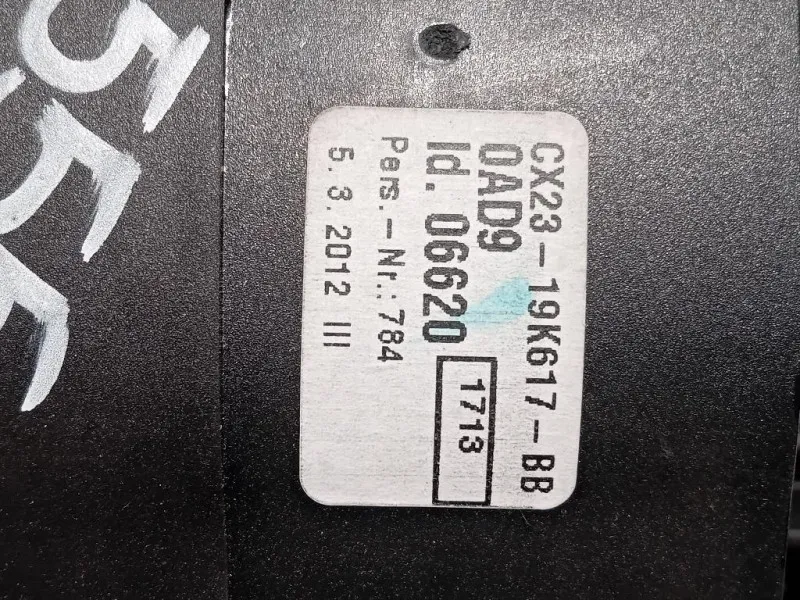 CX23-19K617-BB
0AD9
Id. 06620
1713
Pers.-Nr.:784
5.3.2012 III